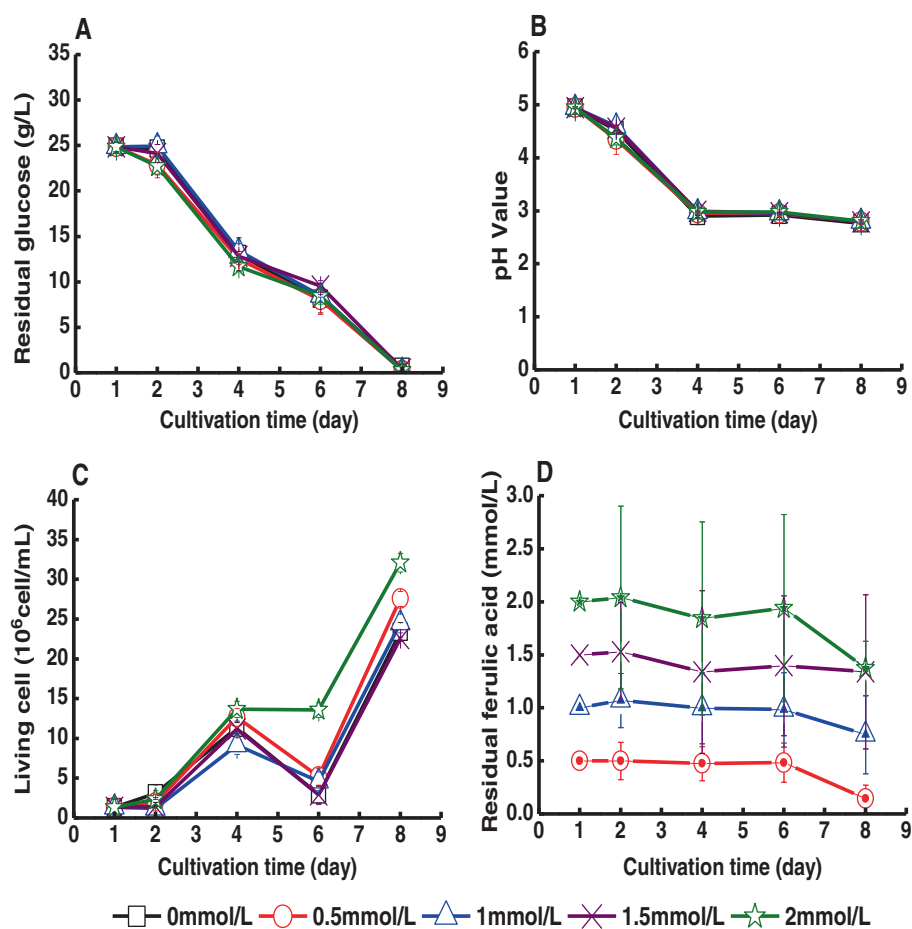 A
Residual glucose (g/L)
35
30
25
20
15
10
5
0
0 1 2 3 4 5 6 7 8 9
Cultivation time (day)
B
pH Value
6
5
4
3
2
1
0
0 1 2 3 4 5 6 7 8 9
Cultivation time (day)
C
Living cell (10⁶cell/mL)
40
35
30
25
20
15
10
5
0
0 1 2 3 4 5 6 7 8 9
Cultivation time (day)
D
Residual ferulic acid (mmol/L)
3.0
2.5
2.0
1.5
1.0
0.5
0.0
0 1 2 3 4 5 6 7 8 9
Cultivation time (day)
0mmol/L 0.5mmol/L 1mmol/L 1.5mmol/L 2mmol/L